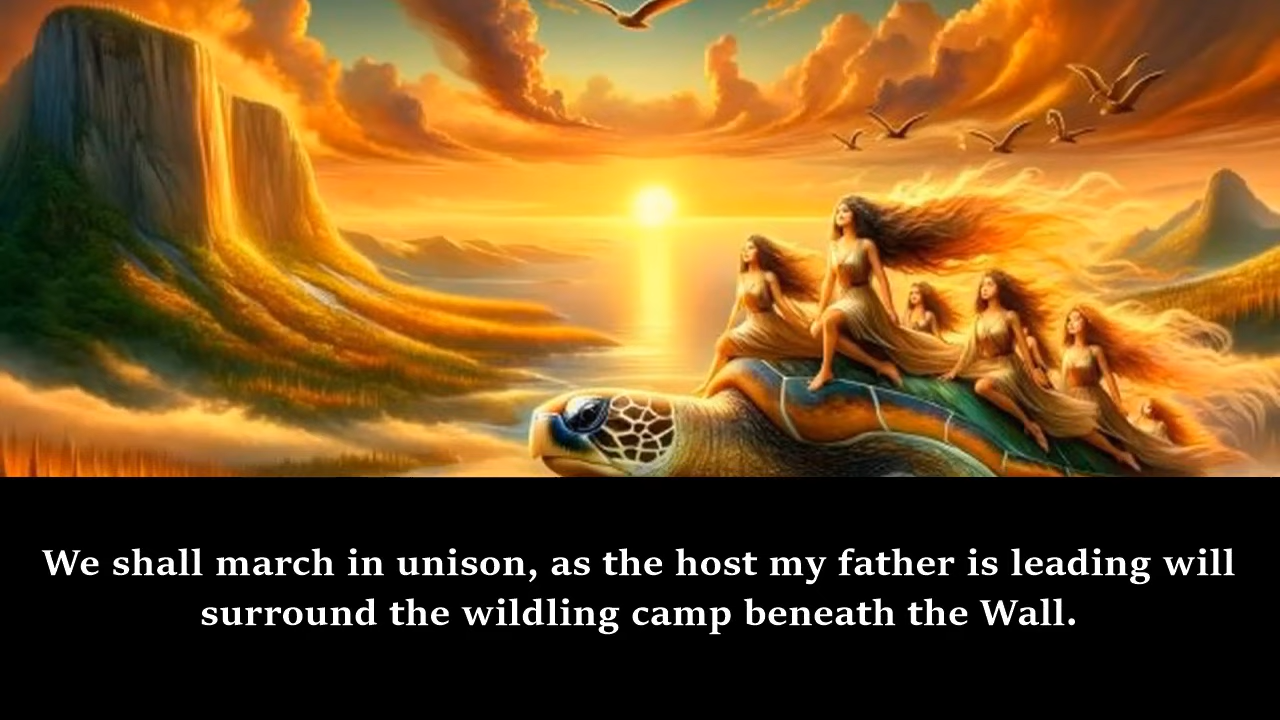 We shall march in unison, as the host my father is leading will
surround the wildling camp beneath the Wall.